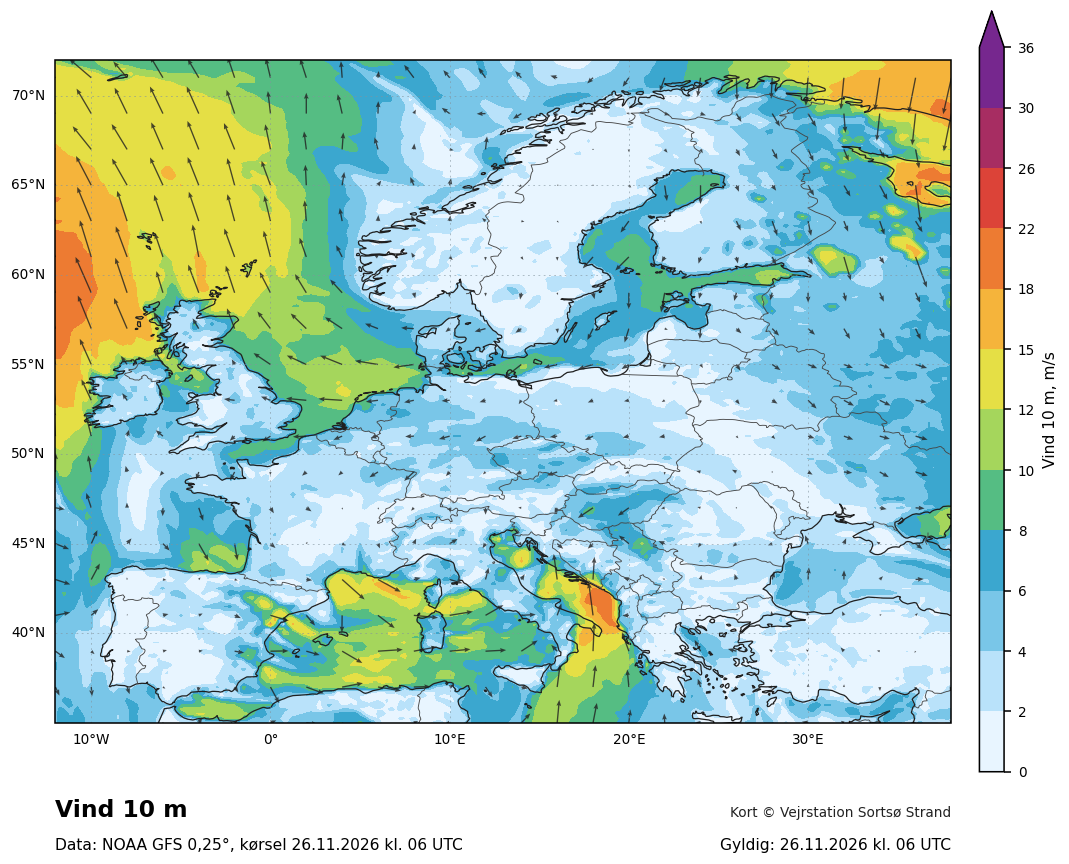 36
30
26
22
18
15
12
10
8
6
4
2
0
Vind 10 m, m/s
70°N
65°N
60°N
55°N
50°N
45°N
40°N
10°W
0°
10°E
20°E
30°E
Vind 10 m
Kort © Vejrstation Sortsø Strand
Data: NOAA GFS 0,25°, kørsel 26.11.2026 kl. 06 UTC
Gyldig: 26.11.2026 kl. 06 UTC